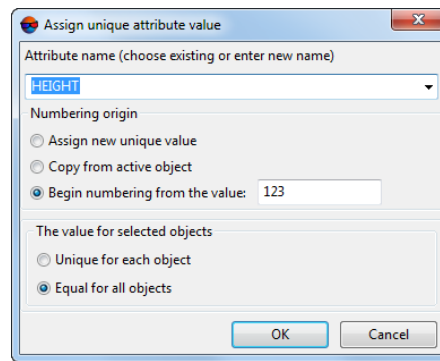 Assign unique attribute value
Attribute name (choose existing or enter new name)
HEIGHT
Numbering origin
Assign new unique value
Copy from active object
Begin numbering from the value: 123
The value for selected objects
Unique for each object
Equal for all objects
OK Cancel